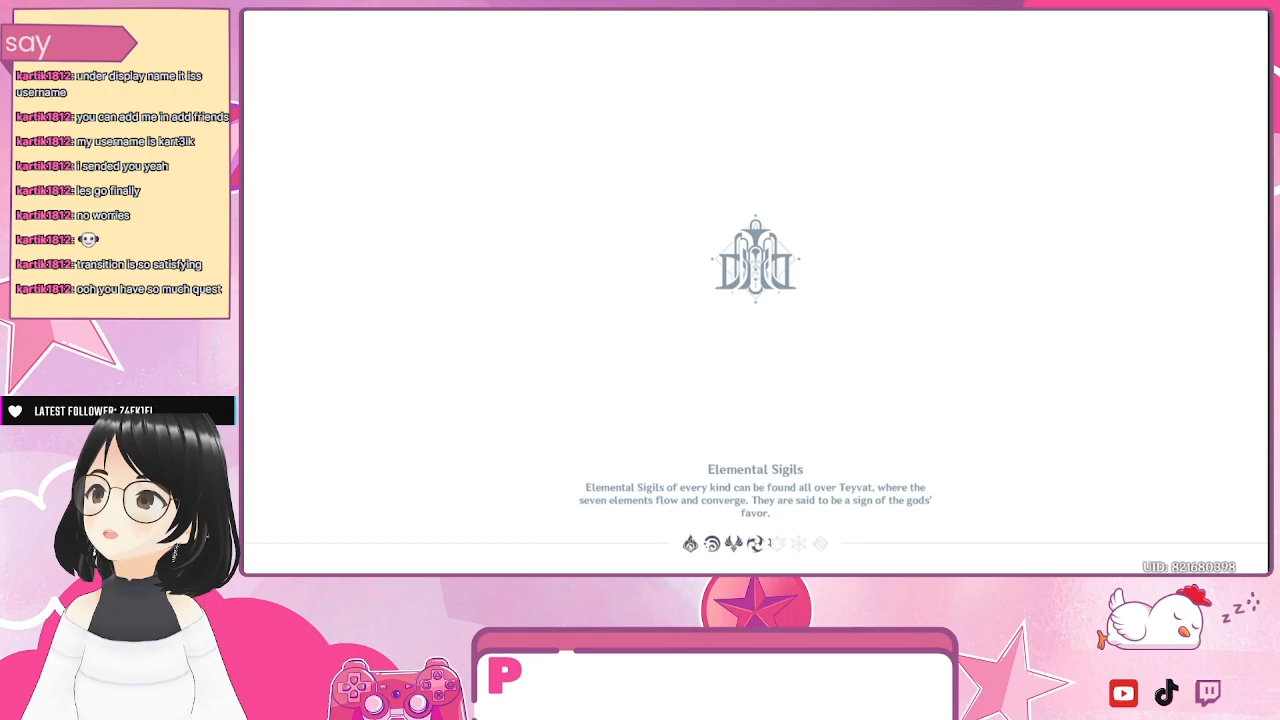 say
kartik1812: under display name it iss
username
kartik1812: you can add me in add friends
kartik1812: my username is kart3ik
kartik1812: i sended you yeah
kartik1812: les go finally
kartik1812: no worries
kartik1812:
kartik1812: transition is so satisfying
kartik1812: ooh you have so much quest
LATEST FOLLOWER:
Elemental Sigils
Elemental Sigils of every kind can be found all over Teyvat, where the
seven elements flow and converge. They are said to be a sign of the gods'
favor.
UID: 821680398
z z
P